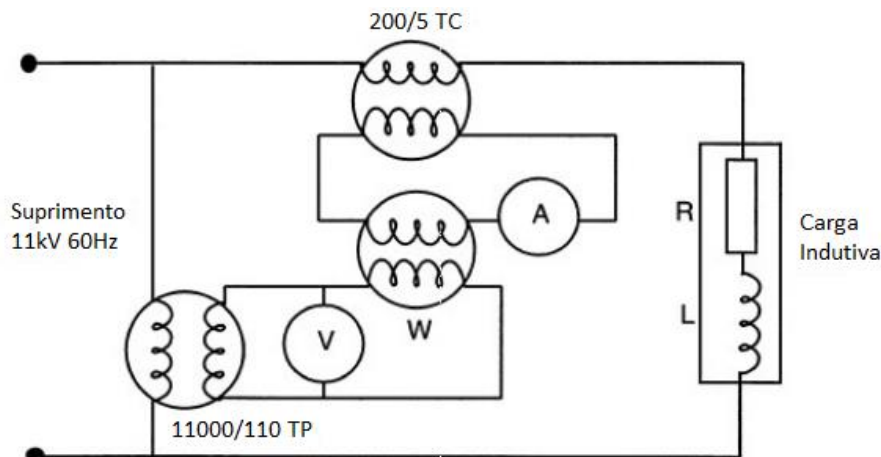 200/5 TC
Suprimento
11kV 60Hz
A
R
Carga
Indutiva
L
V
W
11000/110 TP